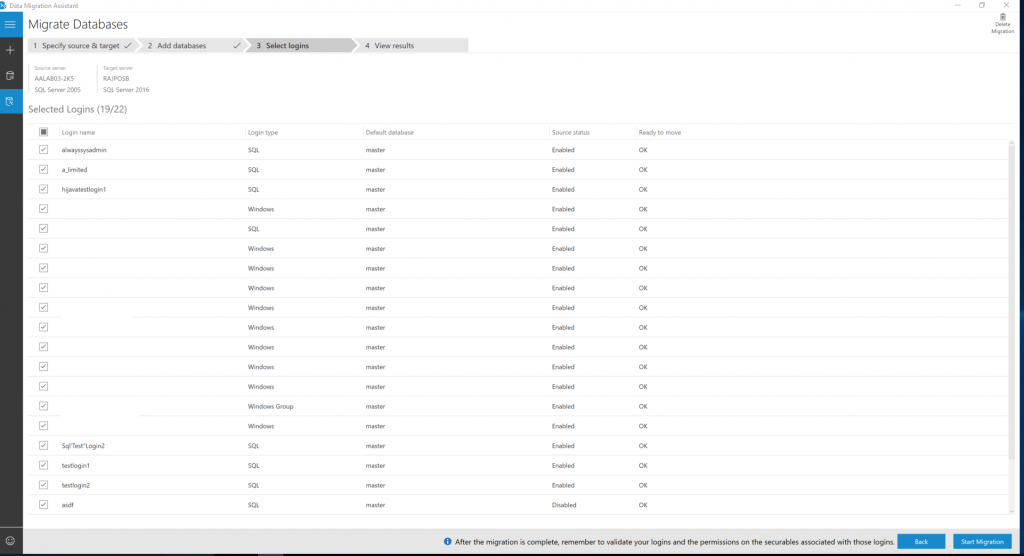 Data Migration Assistant
Migrate Databases
Delete
Migration
1 Specify source & target 2 Add databases 3 Select logins 4 View results
Source server Target server
AALAB03-2K5 RAJPOSB
SQL Server 2005 SQL Server 2016
Selected Logins (19/22)
Login name Login type Default database Source status Ready to move
alwayssysadmin SQL master Enabled OK
a_limited SQL master Enabled OK
hijavatestlogin1 SQL master Enabled OK
Windows master Enabled OK
SQL master Enabled OK
Windows master Enabled OK
Windows master Enabled OK
Windows master Enabled OK
Windows master Enabled OK
Windows master Enabled OK
Windows master Enabled OK
Windows master Enabled OK
Windows master Enabled OK
Windows Group master Enabled OK
Windows master Enabled OK
Sql'Test"Login2 SQL master Enabled OK
testlogin1 SQL master Enabled OK
testlogin2 SQL master Enabled OK
asdf SQL master Disabled OK
After the migration is complete, remember to validate your logins and the permissions on the securables associated with those logins. Back Start Migration